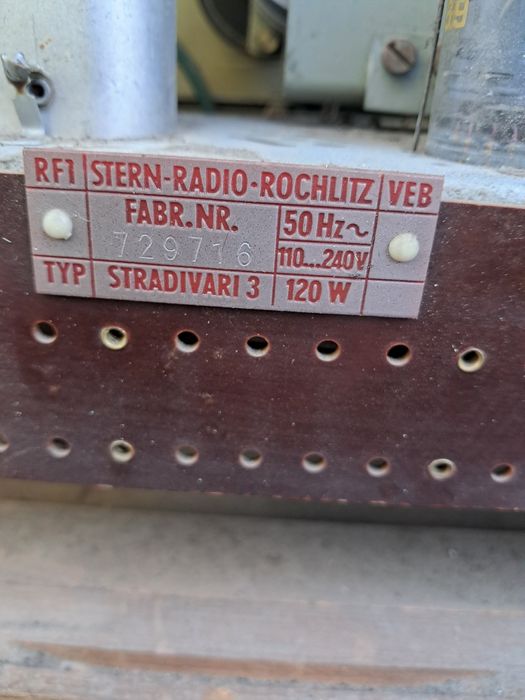 RFT STERN-RADIO·ROCHLITZ VEB
FABR.NR. 50 Hz~
729716 110...240V
TYP STRADIVARI 3 120 W